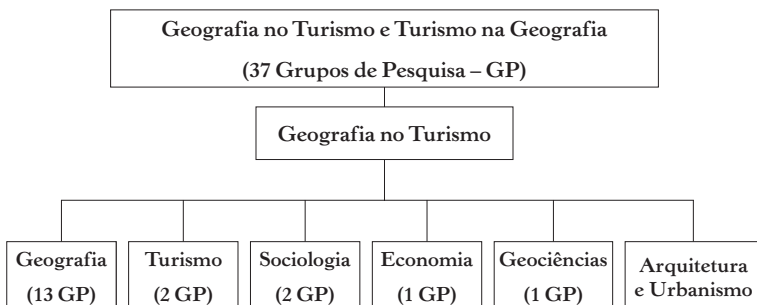 Geografia no Turismo e Turismo na Geografia
(37 Grupos de Pesquisa – GP)
Geografia no Turismo
Geografia
(13 GP)
Turismo
(2 GP)
Sociologia
(2 GP)
Economia
(1 GP)
Geociências
(1 GP)
Arquitetura
e Urbanismo